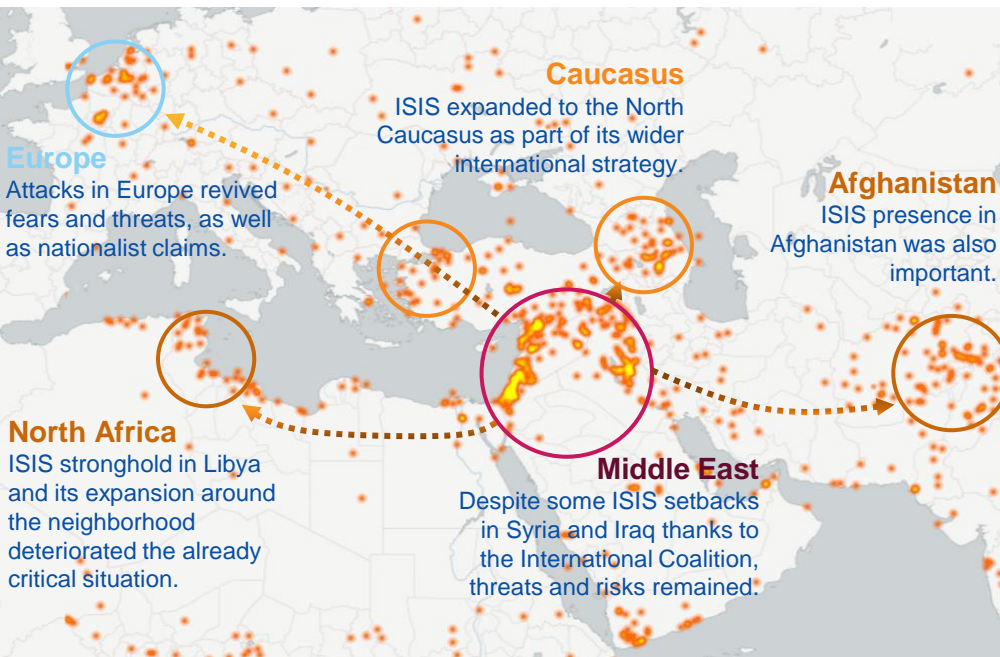 Caucasus
ISIS expanded to the North
Caucasus as part of its wider
international strategy.
Europe
Attacks in Europe revived
fears and threats, as well
as nationalist claims.
Afghanistan
ISIS presence in
Afghanistan was also
important.
North Africa
ISIS stronghold in Libya
and its expansion around
the neighborhood
deteriorated the already
critical situation.
Middle East
Despite some ISIS setbacks
in Syria and Iraq thanks to
the International Coalition,
threats and risks remained.